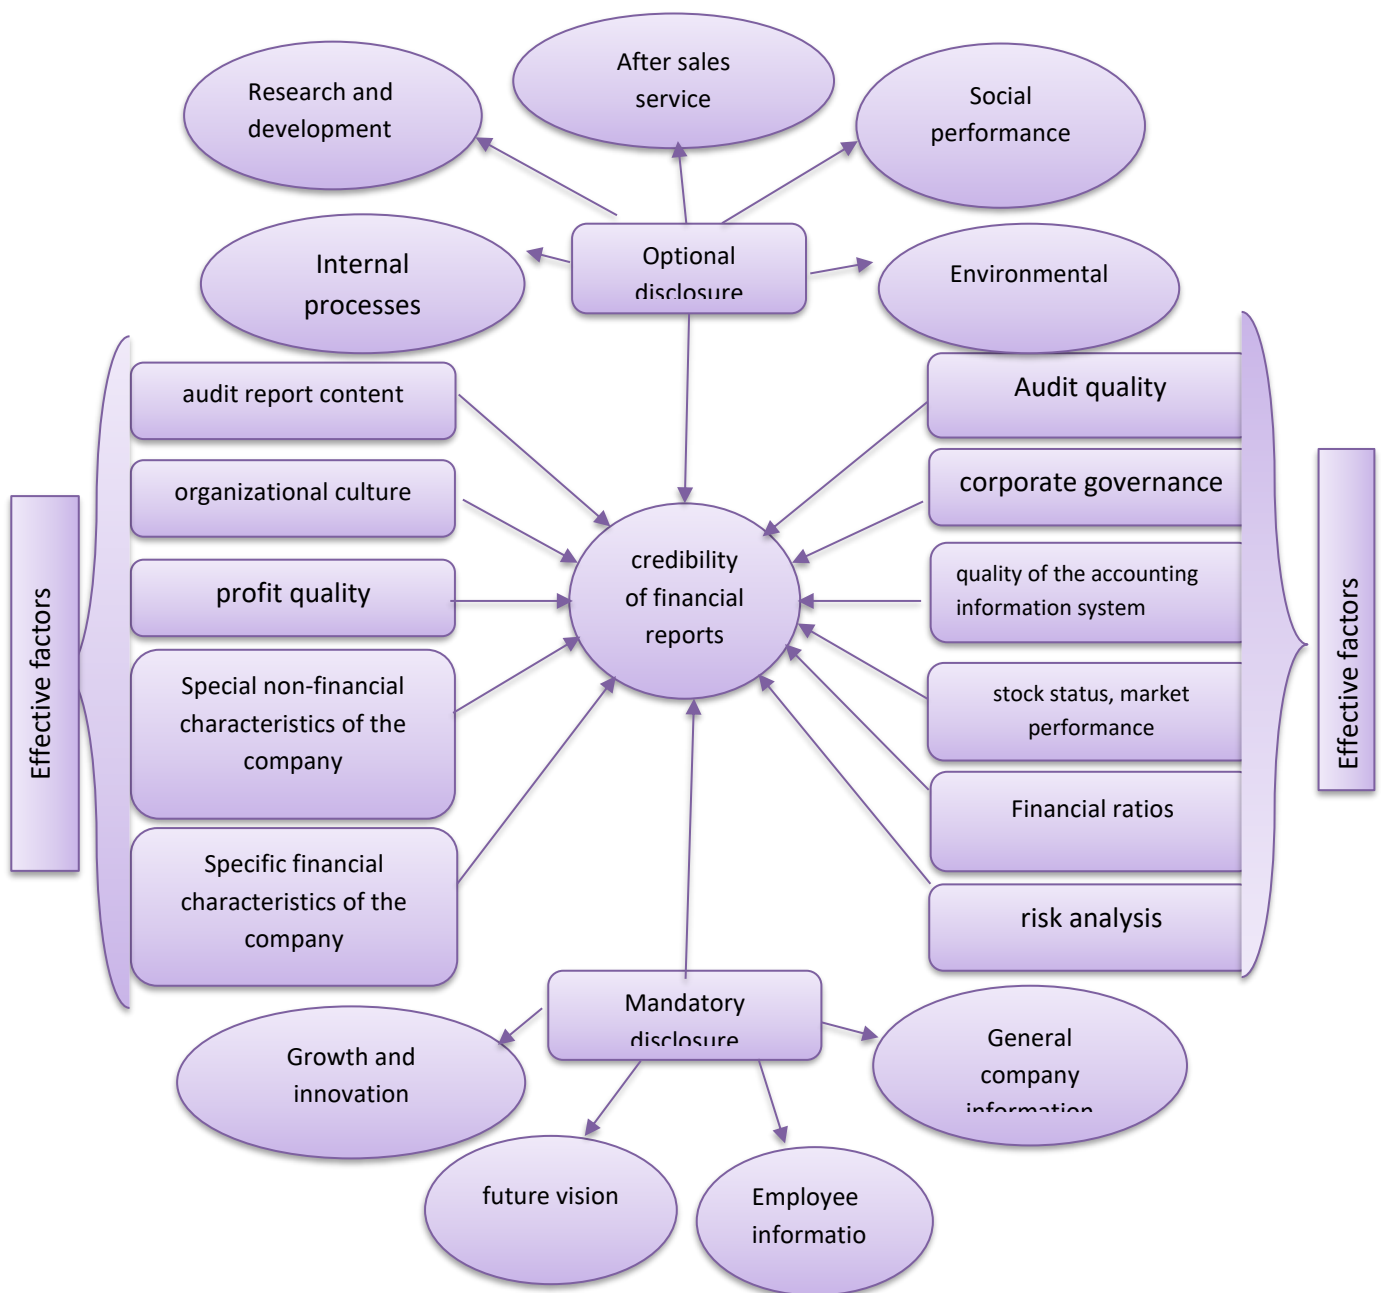 After sales
service
Research and
development
Social
performance
Internal
processes
Optional
disclosure
Environmental
Effective factors
audit report content
organizational culture
profit quality
Special non-financial
characteristics of the
company
Specific financial
characteristics of the
company
credibility
of financial
reports
Audit quality
corporate governance
quality of the accounting
information system
stock status, market
performance
Financial ratios
risk analysis
Effective factors
Mandatory
disclosure
Growth and
innovation
General
company
information
future vision
Employee
informatio